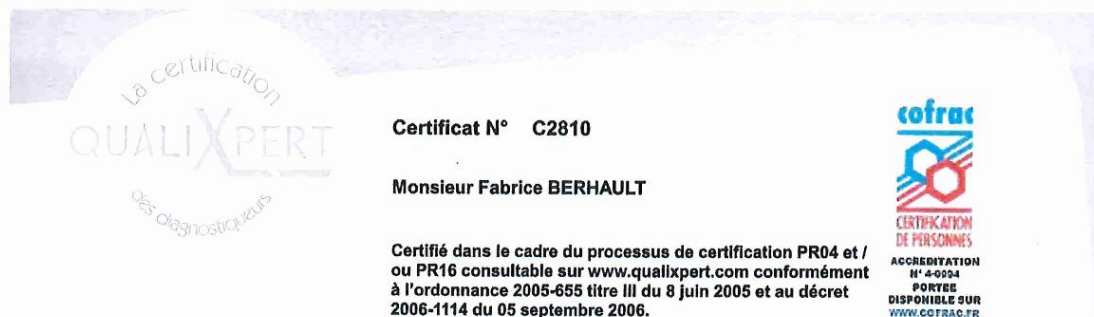 La certification
QUALIXPERT
des diagnostiqueurs
Certificat N° C2810
Monsieur Fabrice BERHAULT
Certifié dans le cadre du processus de certification PR04 et /
ou PR16 consultable sur www.qualixpert.com conformément
à l'ordonnance 2005-655 titre III du 8 juin 2005 et au décret
2006-1114 du 05 septembre 2006.
cofrac
CERTIFICATION
DE PERSONNES
ACCREDITATION
N° 4-0094
PORTEE
DISPONIBLE SUR
WWW.COFRAC.FR